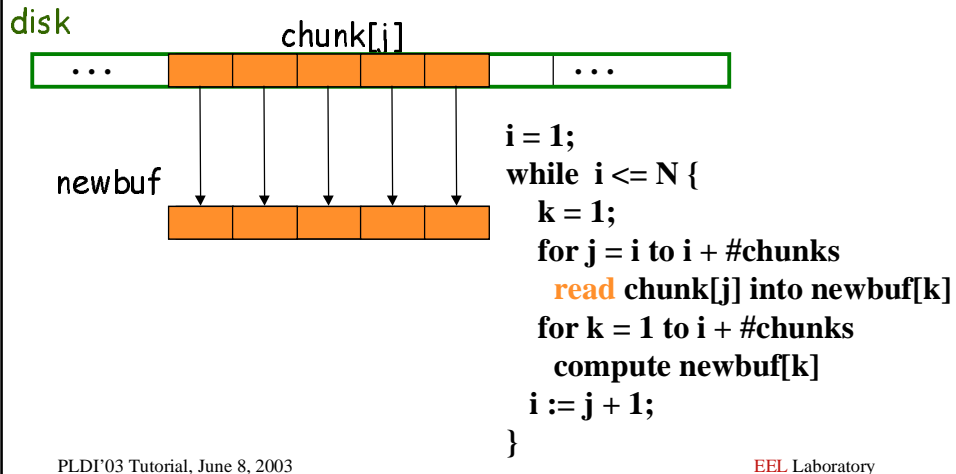 disk
chunk[j]
... ...
newbuf
i = 1;
while i <= N {
k = 1;
for j = i to i + #chunks
read chunk[j] into newbuf[k]
for k = 1 to i + #chunks
compute newbuf[k]
i := j + 1;
}
PLDI'03 Tutorial, June 8, 2003 EEL Laboratory